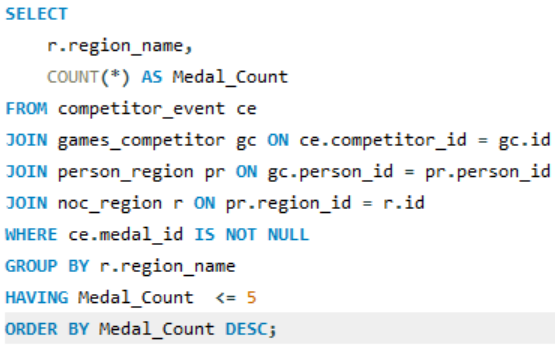 SELECT
r.region_name,
COUNT(*) AS Medal_Count
FROM competitor_event ce
JOIN games_competitor gc ON ce.competitor_id = gc.id
JOIN person_region pr ON gc.person_id = pr.person_id
JOIN noc_region r ON pr.region_id = r.id
WHERE ce.medal_id IS NOT NULL
GROUP BY r.region_name
HAVING Medal_Count  <= 5
ORDER BY Medal_Count DESC;